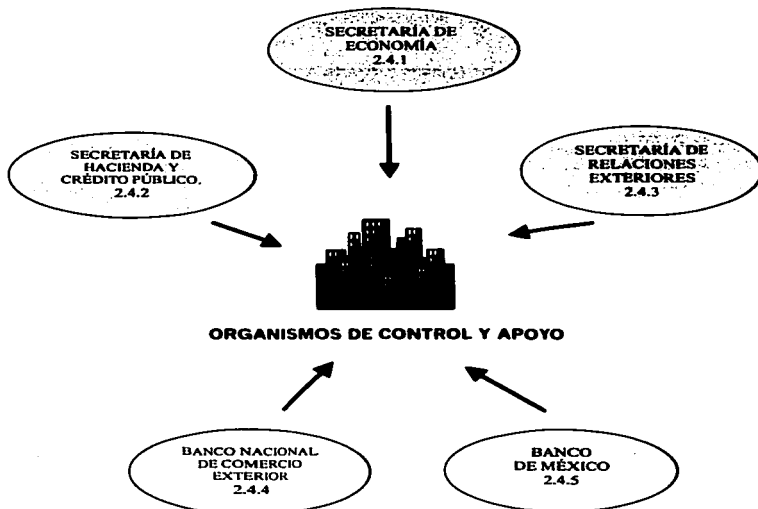 SECRETARÍA DE
ECONOMÍA
2.4.1
SECRETARÍA DE
HACIENDA Y
CRÉDITO PÚBLICO.
2.4.2
SECRETARÍA DE
RELACIONES
EXTERIORES
2.4.3
ORGANISMOS DE CONTROL Y APOYO
BANCO NACIONAL
DE COMERCIO
EXTERIOR
2.4.4
BANCO
DE MÉXICO
2.4.5